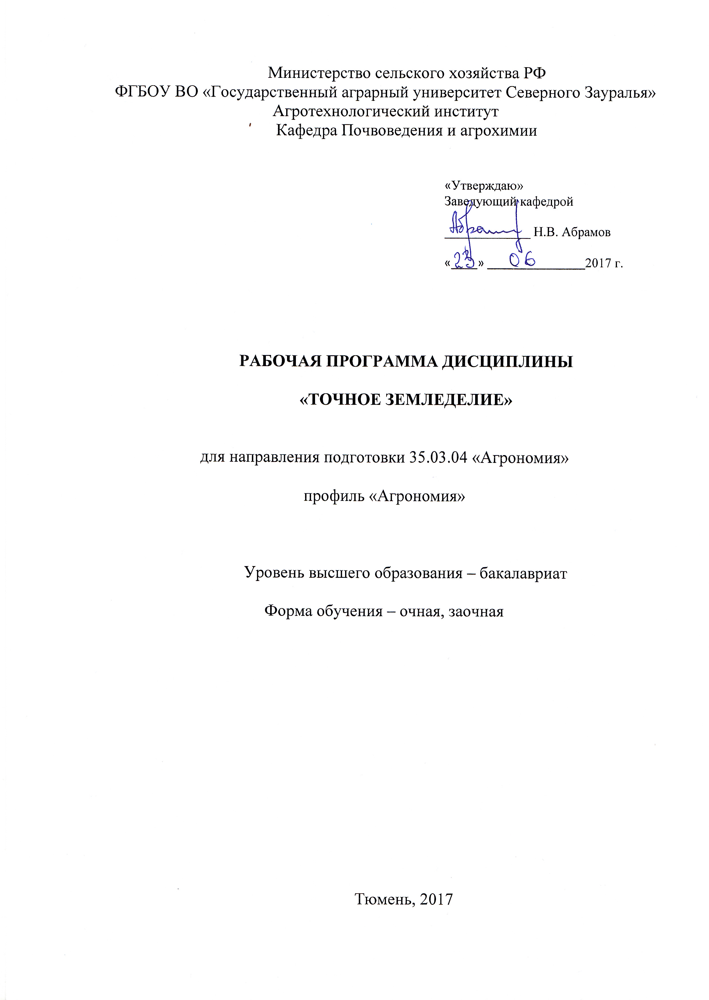 Министерство сельского хозяйства РФ
ФГБОУ ВО «Государственный аграрный университет Северного Зауралья»
Агротехнологический институт
Кафедра Почвоведения и агрохимии
«Утверждаю»
Заведующий кафедрой
Н.В. Абрамов
«23» 06 2017 г.
РАБОЧАЯ ПРОГРАММА ДИСЦИПЛИНЫ
«ТОЧНОЕ ЗЕМЛЕДЕЛИЕ»
для направления подготовки 35.03.04 «Агрономия»
профиль «Агрономия»
Уровень высшего образования – бакалавриат
Форма обучения – очная, заочная
Тюмень, 2017